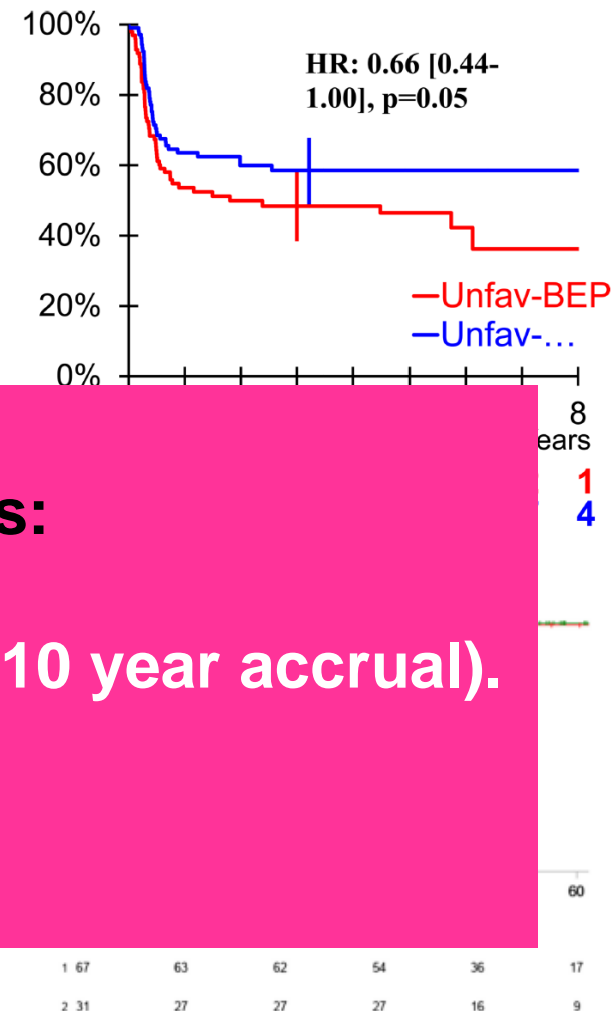 100%
HR: 0.66 [0.44-
1.00], p=0.05
80%
60%
40%
Unfav-BEP
20%
Unfav-…
0%
8
ears
1
s:
4
10 year accrual).
60
1 67 63 62 54 36 17
2 31 27 27 27 16 9